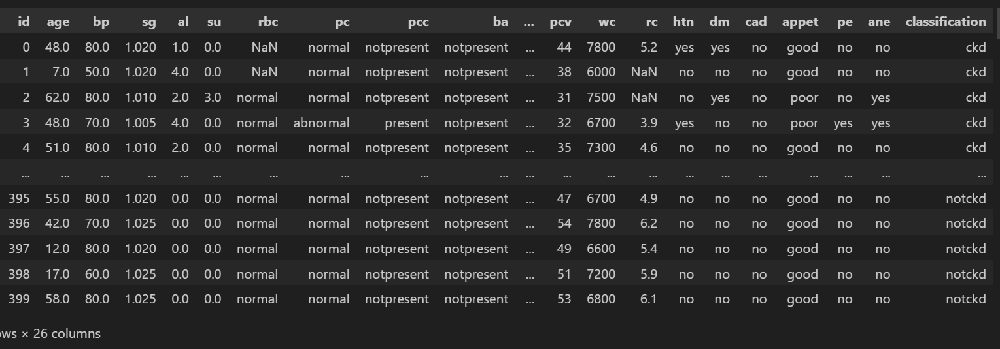 id age bp sg al su rbc pc pcc ba ... pcv wc rc htn dm cad appet pe ane classification
0 48.0 80.0 1.020 1.0 0.0 NaN normal notpresent notpresent ... 44 7800 5.2 yes yes no good no no ckd
1 7.0 50.0 1.020 4.0 0.0 NaN normal notpresent notpresent ... 38 6000 NaN no no no good no no ckd
2 62.0 80.0 1.010 2.0 3.0 normal normal notpresent notpresent ... 31 7500 NaN no yes no poor no yes ckd
3 48.0 70.0 1.005 4.0 0.0 normal abnormal present notpresent ... 32 6700 3.9 yes no no poor yes yes ckd
4 51.0 80.0 1.010 2.0 0.0 normal normal notpresent notpresent ... 35 7300 4.6 no no no good no no ckd
... ... ... ... ... ... ... ... ... ... ... ... ... ... ... ... ... ... ... ... ...
395 55.0 80.0 1.020 0.0 0.0 normal normal notpresent notpresent ... 47 6700 4.9 no no no good no no notckd
396 42.0 70.0 1.025 0.0 0.0 normal normal notpresent notpresent ... 54 7800 6.2 no no no good no no notckd
397 12.0 80.0 1.020 0.0 0.0 normal normal notpresent notpresent ... 49 6600 5.4 no no no good no no notckd
398 17.0 60.0 1.025 0.0 0.0 normal normal notpresent notpresent ... 51 7200 5.9 no no no good no no notckd
399 58.0 80.0 1.025 0.0 0.0 normal normal notpresent notpresent ... 53 6800 6.1 no no no good no no notckd
ows × 26 columns